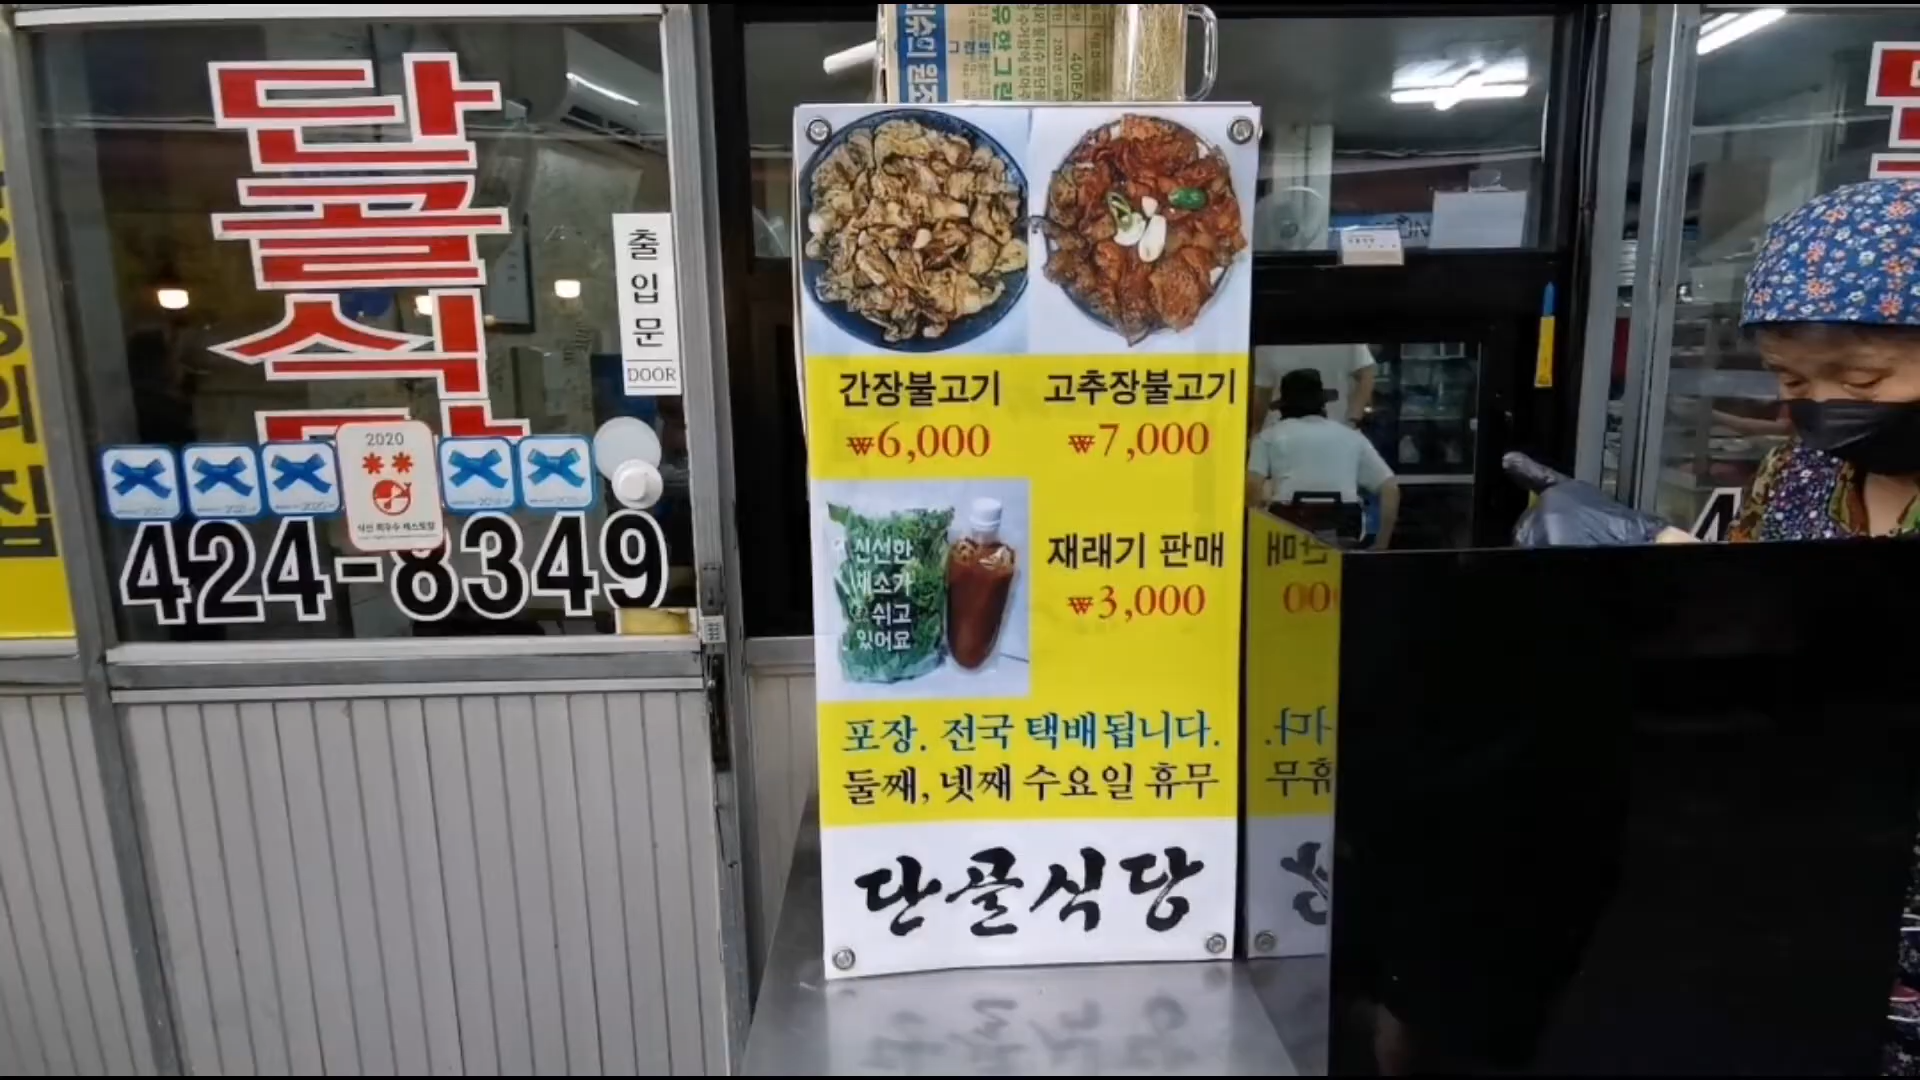 단골식당
출입문
DOOR
2020
424-8349
간장불고기
₩6,000
고추장불고기
₩7,000
신선한
채소가
쉬고
있어요
재래기 판매
₩3,000
포장. 전국 택배됩니다.
둘째, 넷째 수요일 휴무
단골식당
400EA